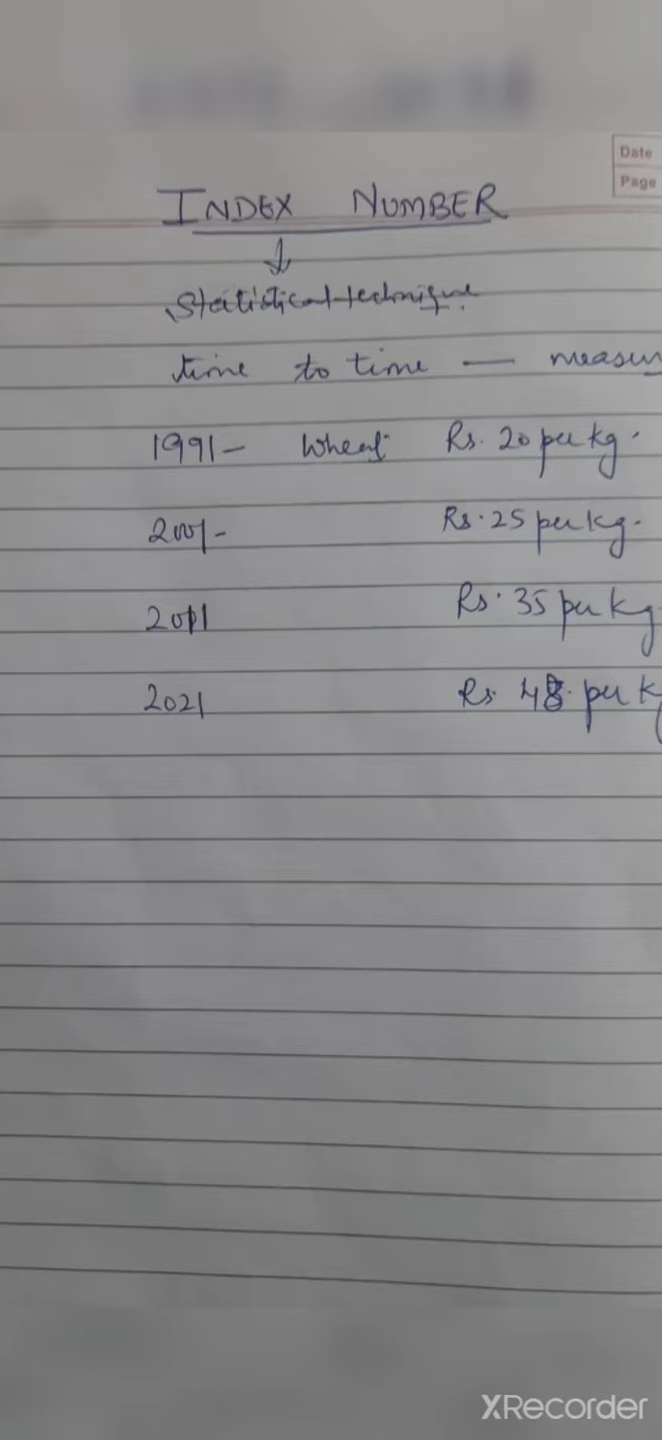 Date
Page
INDEX NUMBER
↓
Statistical technique
time to time — measu
1991- Wheat Rs. 20 per kg.
2001- Rs. 25 per kg.
2011 Rs. 35 per kg
2021 Rs. per k
XRecorder